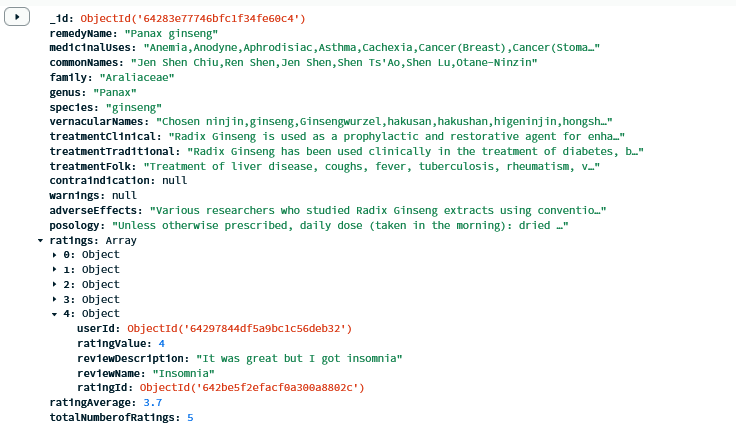 _id: ObjectId('64283e77746bfc1f34fe60c4')
remedyName: "Panax ginseng"
medicinalUses: "Anemia,Anodyne,Aphrodisiac,Asthma,Cachexia,Cancer(Breast),Cancer(Stoma…"
commonNames: "Jen Shen Chiu,Ren Shen,Jen Shen,Shen Ts'Ao,Shen Lu,Otane-Ninzin"
family: "Araliaceae"
genus: "Panax"
species: "ginseng"
vernacularNames: "Chosen ninjin,ginseng,Ginsengwurzel,hakusan,hakushan,higeninjin,hongsh…"
treatmentClinical: "Radix Ginseng is used as a prophylactic and restorative agent for enha…"
treatmentTraditional: "Radix Ginseng has been used clinically in the treatment of diabetes, b…"
treatmentFolk: "Treatment of liver disease, coughs, fever, tuberculosis, rheumatism, v…"
contraindication: null
warnings: null
adverseEffects: "Various researchers who studied Radix Ginseng extracts using conventio…"
posology: "Unless otherwise prescribed, daily dose (taken in the morning): dried …"
ratings: Array
0: Object
1: Object
2: Object
3: Object
4: Object
userId: ObjectId('64297844df5a9bc1c56deb32')
ratingValue: 4
reviewDescription: "It was great but I got insomnia"
reviewName: "Insomnia"
ratingId: ObjectId('642be5f2efacf0a300a8802c')
ratingAverage: 3.7
totalNumberofRatings: 5